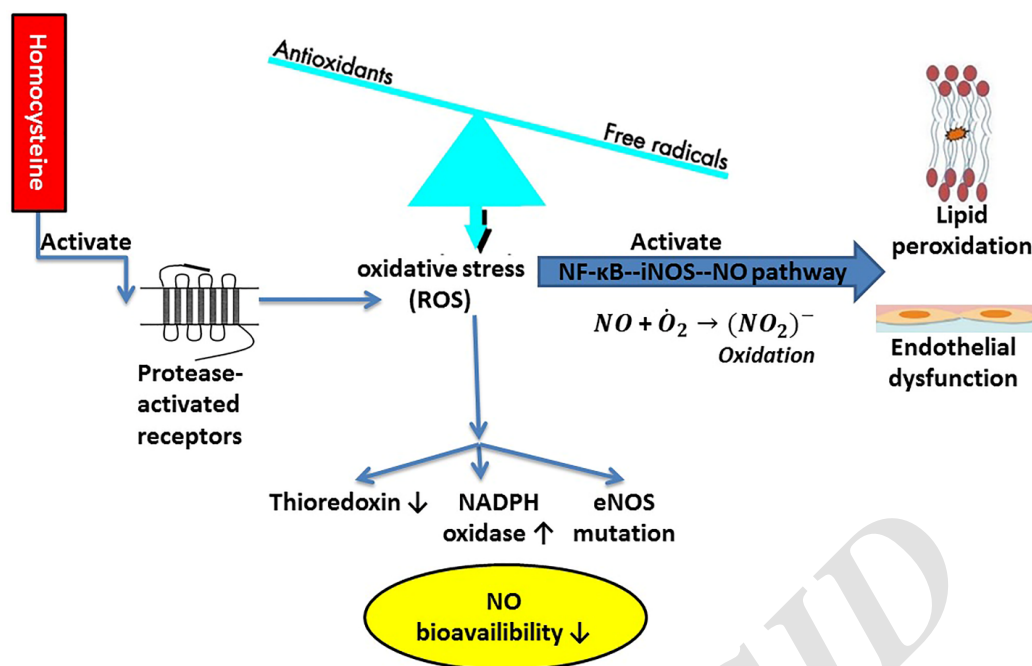 Homocysteine
Antioxidants
Free radicals
Activate
Protease-
activated
receptors
oxidative stress
(ROS)
Activate
NF-κB--iNOS--NO pathway
NO + Ȯ₂ → (NO₂)⁻
Oxidation
Lipid
peroxidation
Endothelial
dysfunction
Thioredoxin ↓
NADPH
oxidase ↑
eNOS
mutation
NO
bioavailibility ↓